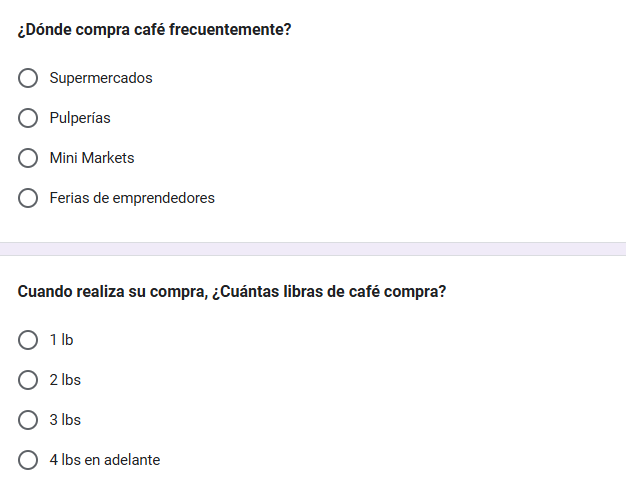 ¿Dónde compra café frecuentemente?
Supermercados
Pulperías
Mini Markets
Ferias de emprendedores
Cuando realiza su compra, ¿Cuántas libras de café compra?
1 lb
2 lbs
3 lbs
4 lbs en adelante